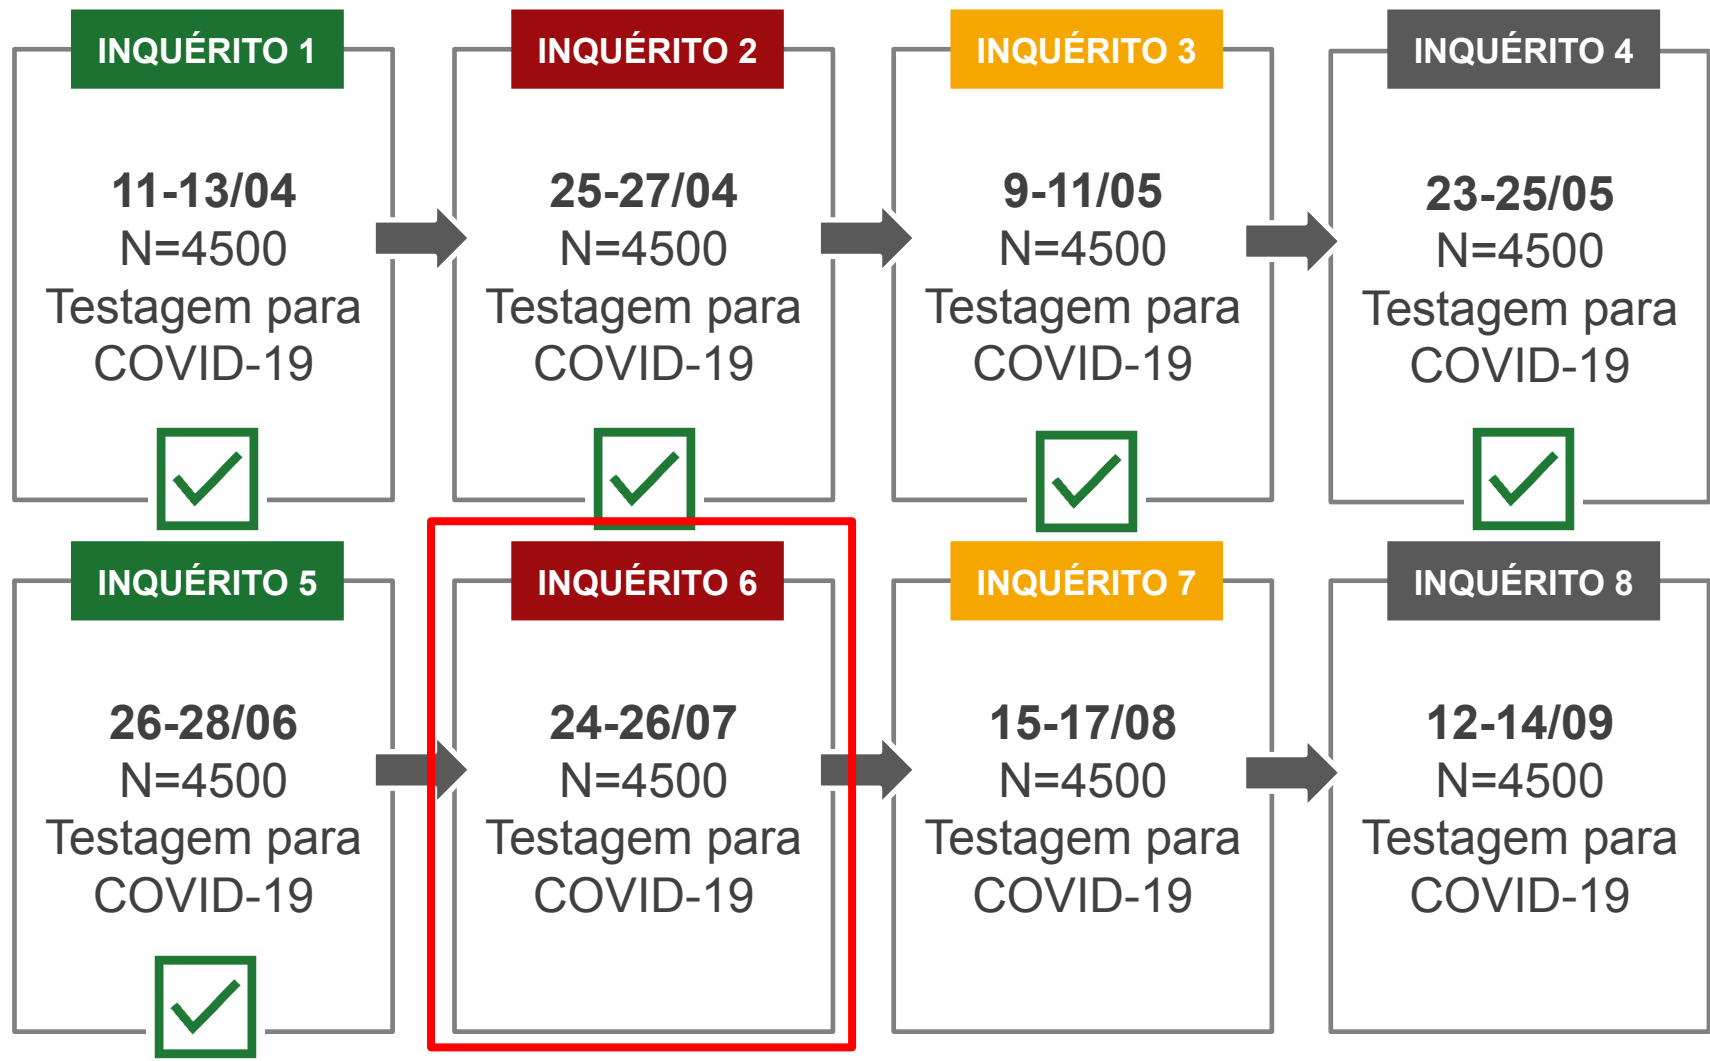 INQUÉRITO 1
11-13/04
N=4500
Testagem para
COVID-19
INQUÉRITO 2
25-27/04
N=4500
Testagem para
COVID-19
INQUÉRITO 3
9-11/05
N=4500
Testagem para
COVID-19
INQUÉRITO 4
23-25/05
N=4500
Testagem para
COVID-19
INQUÉRITO 5
26-28/06
N=4500
Testagem para
COVID-19
INQUÉRITO 6
24-26/07
N=4500
Testagem para
COVID-19
INQUÉRITO 7
15-17/08
N=4500
Testagem para
COVID-19
INQUÉRITO 8
12-14/09
N=4500
Testagem para
COVID-19